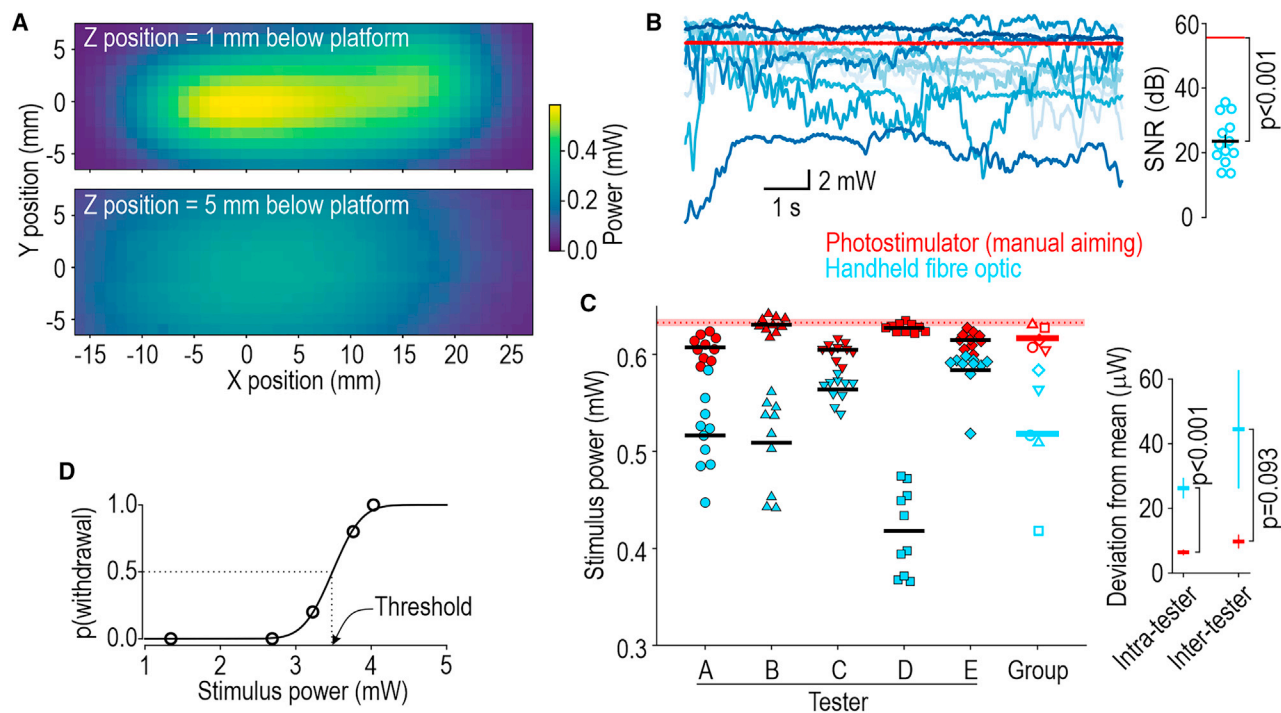 A
Z position = 1 mm below platform
5
0
-5
Z position = 5 mm below platform
5
0
-5
Y position (mm)
-15 -10 -5 0 5 10 15 20 25
X position (mm)
0.4
0.2
0.0
Power (mW)
B
2 mW
1 s
60
40
20
0
SNR (dB)
p<0.001
Photostimulator (manual aiming)
Handheld fibre optic
C
0.6
0.5
0.4
0.3
Stimulus power (mW)
A B C D E Group
Tester
60
40
20
0
Deviation from mean (µW)
p<0.001
p=0.093
Intra-tester
Inter-tester
D
1.0
0.5
0.0
p(withdrawal)
Threshold
1 2 3 4 5
Stimulus power (mW)